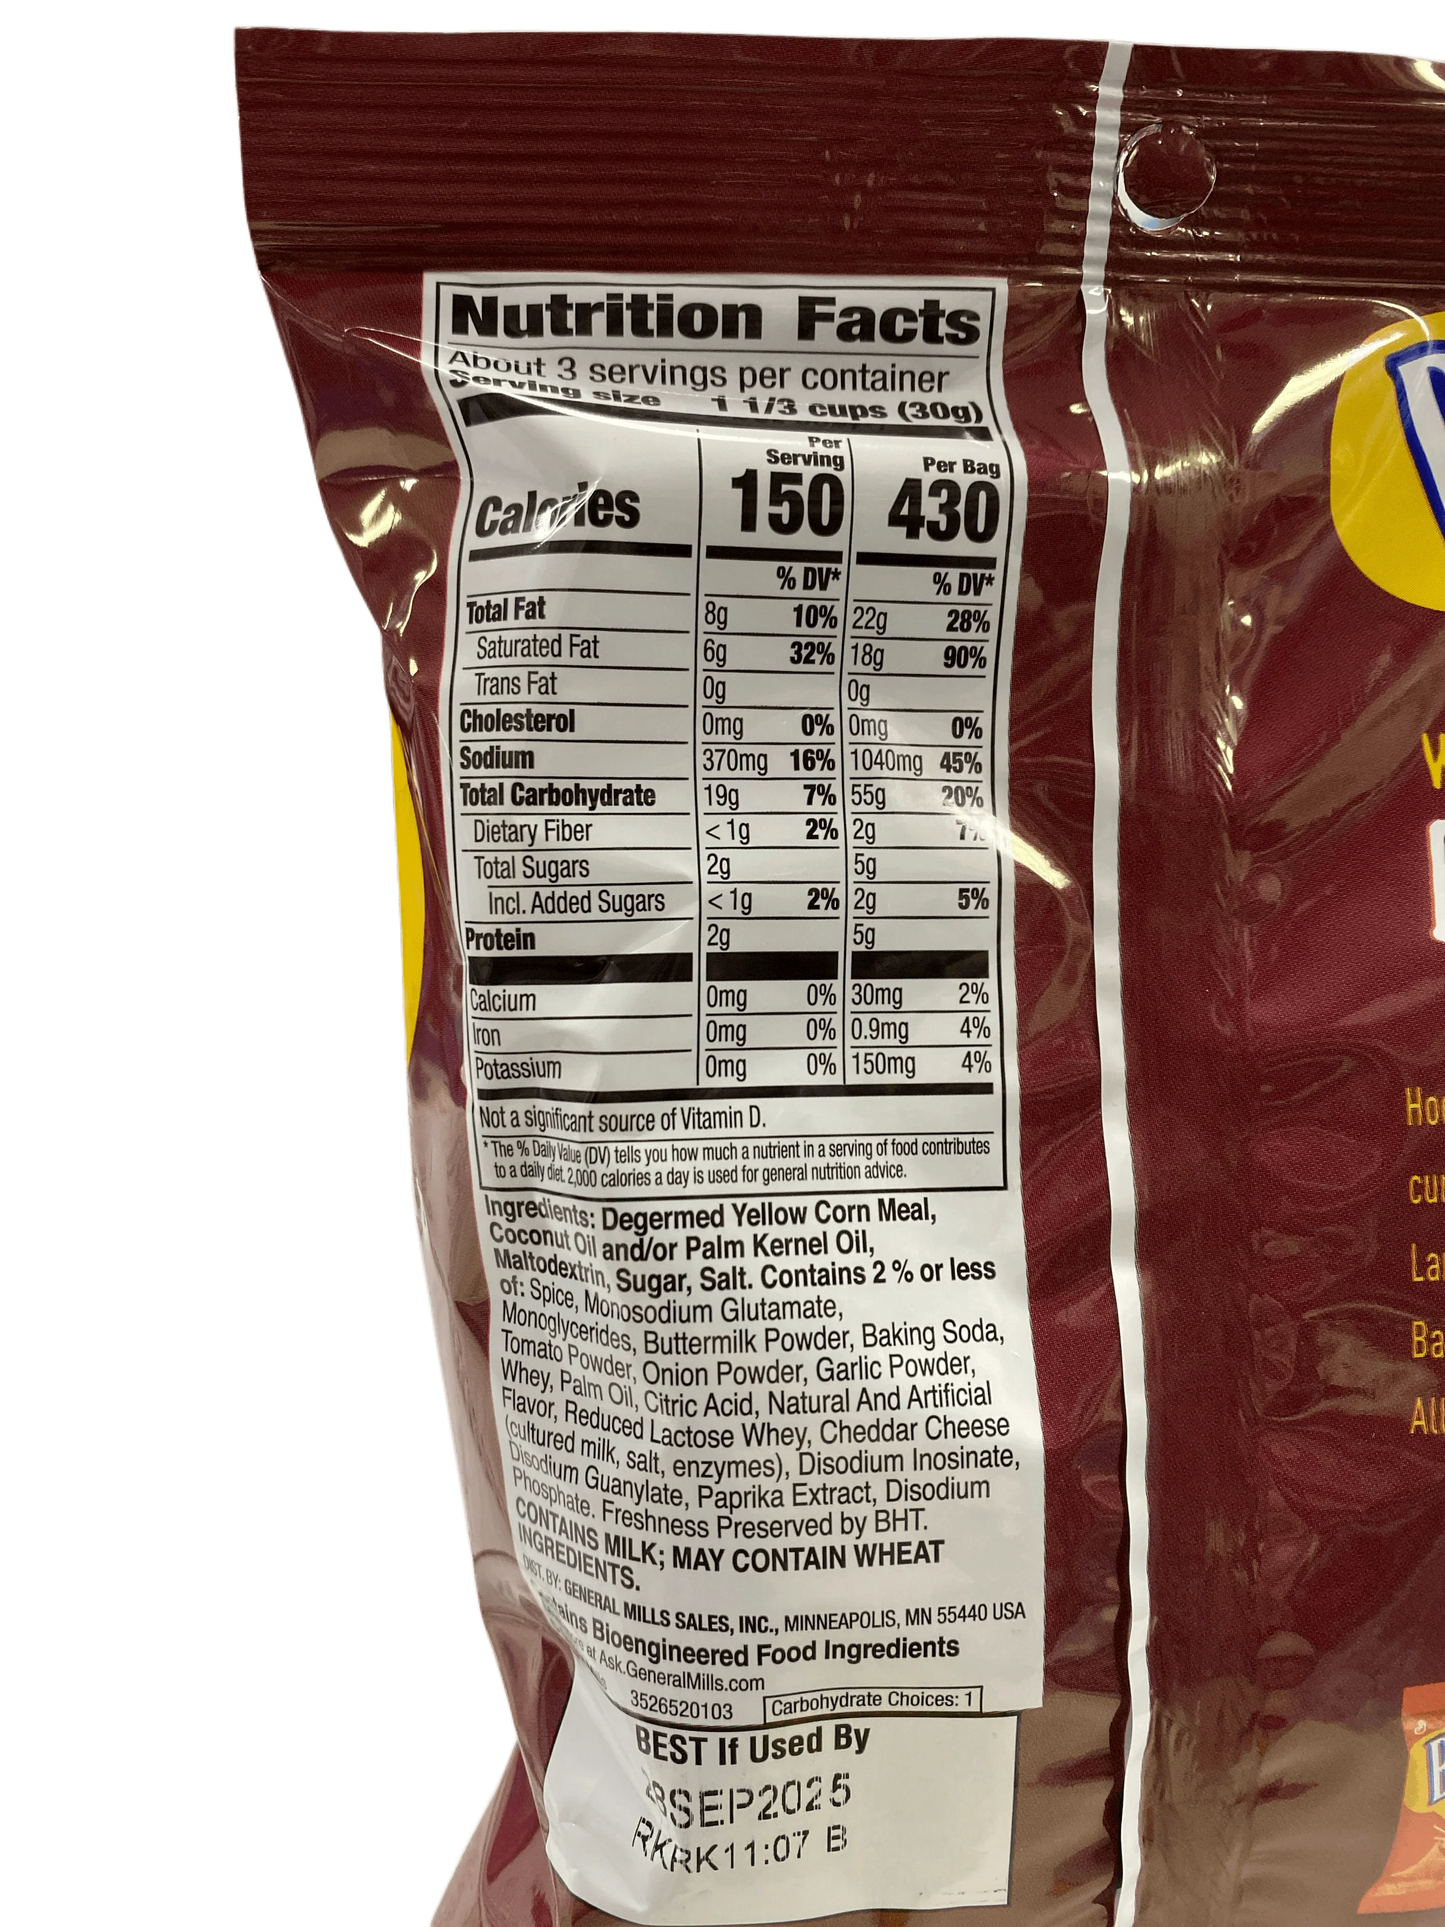 Nutrition Facts
About 3 servings per container
Serving size 1 1/3 cups (30g)
Per Serving Per Bag
Calories 150 430
% DV* % DV*
Total Fat 8g 10% 22g 28%
Saturated Fat 6g 32% 18g 90%
Trans Fat 0g 0g
Cholesterol 0mg 0% 0mg 0%
Sodium 370mg 16% 1040mg 45%
Total Carbohydrate 19g 7% 55g 20%
Dietary Fiber <1g 2% 2g 7%
Total Sugars 2g 5g
Incl. Added Sugars <1g 2% 2g 5%
Protein 2g 5g
Calcium 0mg 0% 30mg 2%
Iron 0mg 0% 0.9mg 4%
Potassium 0mg 0% 150mg 4%
Not a significant source of Vitamin D.
* The % Daily Value (DV) tells you how much a nutrient in a serving of food contributes
to a daily diet. 2,000 calories a day is used for general nutrition advice.
Ingredients: Degermed Yellow Corn Meal,
Coconut Oil and/or Palm Kernel Oil,
Maltodextrin, Sugar, Salt. Contains 2% or less
of: Spice, Monosodium Glutamate,
Monoglycerides, Buttermilk Powder, Baking Soda,
Tomato Powder, Onion Powder, Garlic Powder,
Whey, Palm Oil, Citric Acid, Natural And Artificial
Flavor, Reduced Lactose Whey, Cheddar Cheese
(cultured milk, salt, enzymes), Disodium Inosinate,
Disodium Guanylate, Paprika Extract, Disodium
Phosphate. Freshness Preserved by BHT.
CONTAINS MILK; MAY CONTAIN WHEAT
INGREDIENTS.
DIST. BY: GENERAL MILLS SALES, INC., MINNEAPOLIS, MN 55440 USA
Bioengineered Food Ingredients
at Ask.GeneralMills.com
3526520103 Carbohydrate Choices: 1
BEST If Used By
SEP2025
RKRK11:07 B